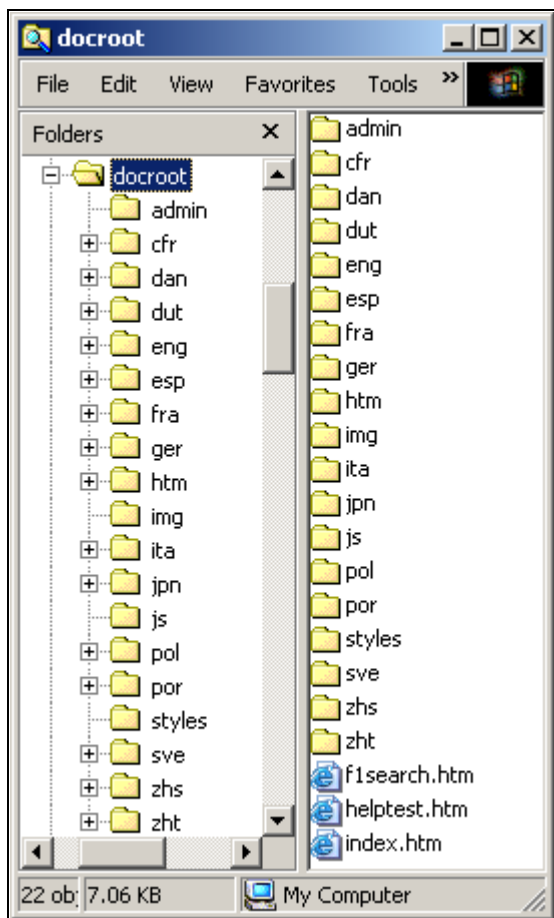 docroot
File Edit View Favorites Tools »
Folders
docroot
admin
cfr
dan
dut
eng
esp
fra
ger
htm
img
ita
jpn
js
pol
por
styles
sve
zhs
zht
admin
cfr
dan
dut
eng
esp
fra
ger
htm
img
ita
jpn
js
pol
por
styles
sve
zhs
zht
f1search.htm
helptest.htm
index.htm
22 obj 7.06 KB My Computer